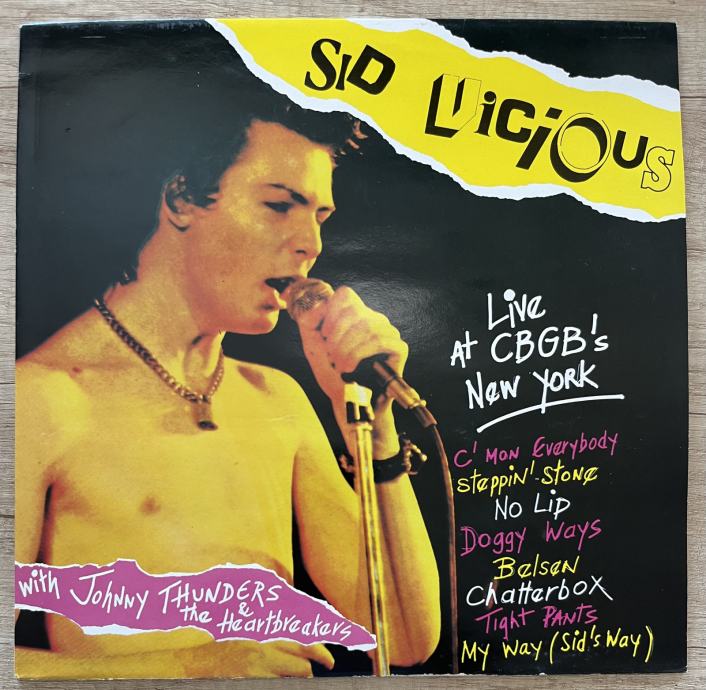 SID VICIOUS
Live
At CBGB's
New York
C'mon Everybody
Steppin'-Stone
No Lip
Doggy Ways
Belsen
Chatterbox
Tight Pants
My Way (Sid's Way)
with Johnny Thunders
& the Heartbreakers